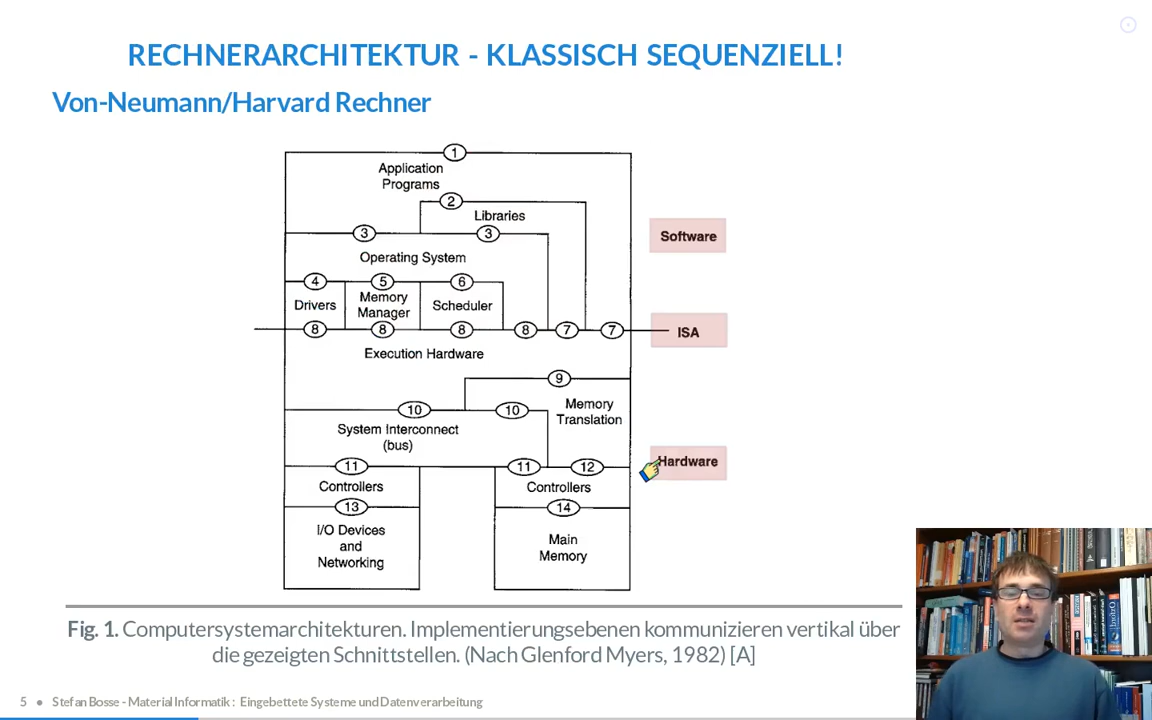 RECHNERARCHITEKTUR - KLASSISCH SEQUENZIELL!
Von-Neumann/Harvard Rechner
1
Application
Programs
2
Libraries
3
3
Operating System
Software
4
5
6
Drivers
Memory
Manager
Scheduler
8
8
8
8
7
7
ISA
Execution Hardware
9
Memory
Translation
10
10
System Interconnect
(bus)
11
11
12
Hardware
Controllers
Controllers
13
14
I/O Devices
and
Networking
Main
Memory
Fig. 1. Computersystemarchitekturen. Implementierungsebenen kommunizieren vertikal über
die gezeigten Schnittstellen. (Nach Glenford Myers, 1982) [A]
5 • Stefan Bosse - Material Informatik : Eingebettete Systeme und Datenverarbeitung